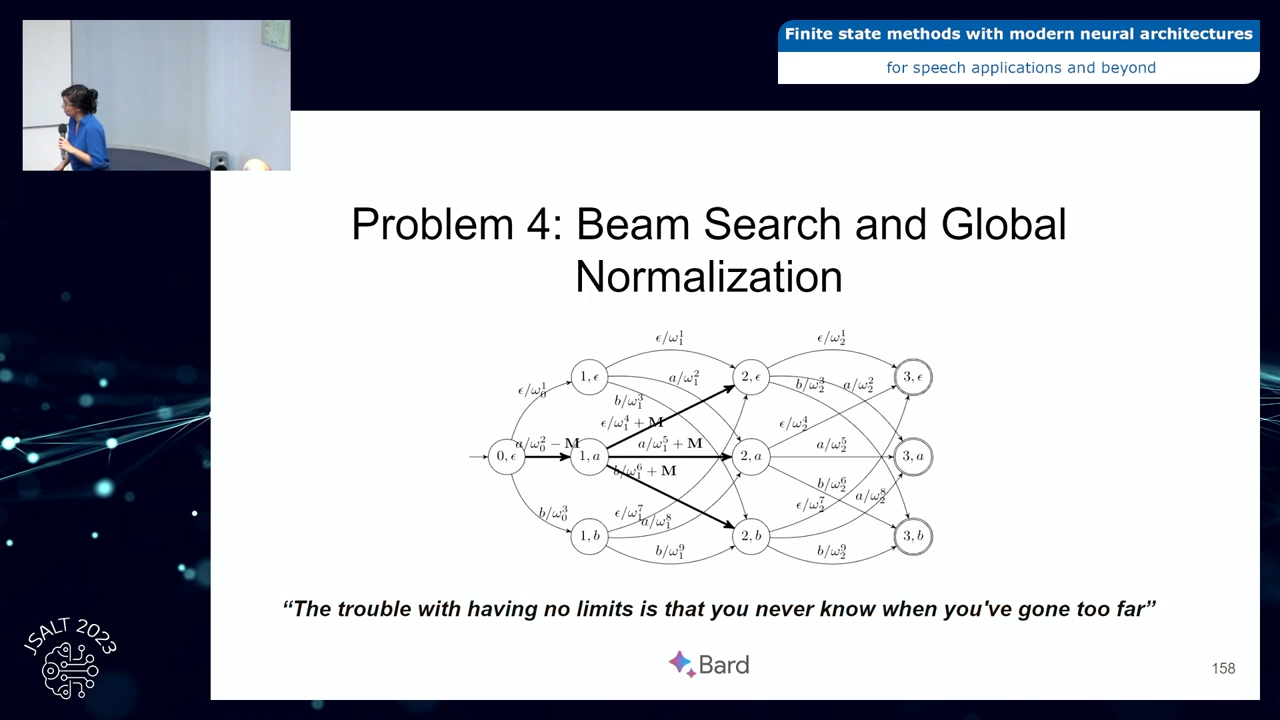 Finite state methods with modern neural architectures
for speech applications and beyond
Problem 4: Beam Search and Global
Normalization
ϵ/ω₁¹
ϵ/ω₂¹
1, ϵ
2, ϵ
3, ϵ
ϵ/ω₀¹
a/ω₁²
b/ω₂³
a/ω₂²
b/ω₁³
ϵ/ω₁⁴ + M
ϵ/ω₂⁴
a/ω₀² − M
a/ω₁⁵ + M
a/ω₂⁵
0, ϵ
1, a
2, a
3, a
b/ω₁⁶ + M
b/ω₂⁶
a/ω₂⁸
b/ω₀³
ϵ/ω₁⁷
a/ω₁⁸
ϵ/ω₂⁷
1, b
2, b
3, b
b/ω₁⁹
b/ω₂⁹
“The trouble with having no limits is that you never know when you've gone too far”
Bard
158
JSALT 2023